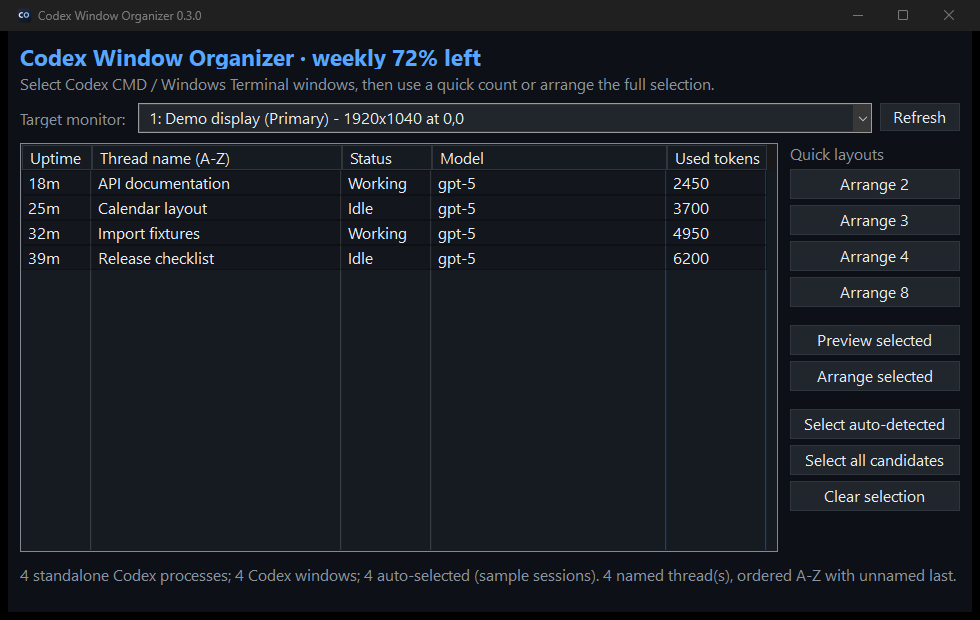 CO Codex Window Organizer 0.3.0
Codex Window Organizer · weekly 72% left
Select Codex CMD / Windows Terminal windows, then use a quick count or arrange the full selection.
Target monitor: 1: Demo display (Primary) - 1920x1040 at 0,0 Refresh
Uptime Thread name (A-Z) Status Model Used tokens
18m API documentation Working gpt-5 2450
25m Calendar layout Idle gpt-5 3700
32m Import fixtures Working gpt-5 4950
39m Release checklist Idle gpt-5 6200
Quick layouts
Arrange 2
Arrange 3
Arrange 4
Arrange 8
Preview selected
Arrange selected
Select auto-detected
Select all candidates
Clear selection
4 standalone Codex processes; 4 Codex windows; 4 auto-selected (sample sessions). 4 named thread(s), ordered A-Z with unnamed last.